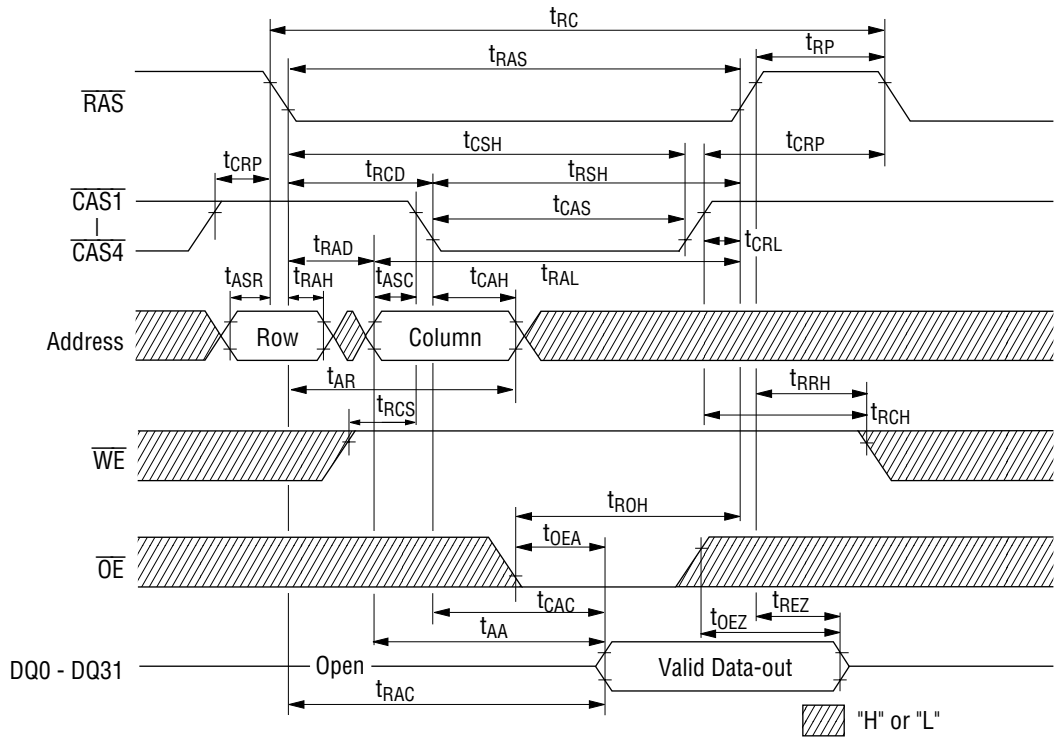 tRC
tRP
tRAS
RAS
tCSH
tCRP
tCRP
tRCD
tRSH
CAS1
tCAS
CAS4
tRAD
tCRL
tRAL
tASR
tRAH
tASC
tCAH
Address
Row
Column
tAR
tRRH
tRCS
tRCH
WE
tROH
tOEA
OE
tCAC
tREZ
tOEZ
tAA
DQ0 - DQ31
Open
Valid Data-out
tRAC
"H" or "L"